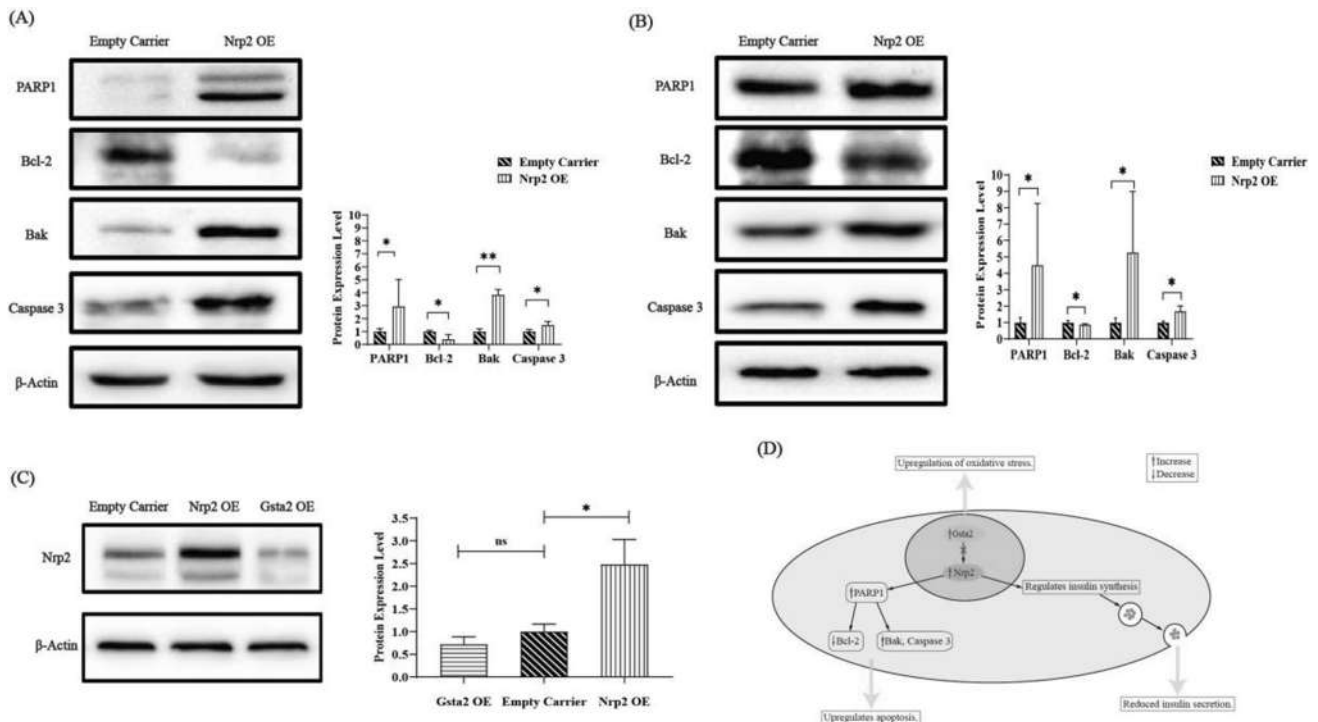 (A)
Empty Carrier Nrp2 OE
PARP1
Bcl-2
Bak
Caspase 3
β-Actin
Empty Carrier
Nrp2 OE
Protein Expression Level
10
9
8
7
6
5
4
3
2
1
0
* * ** *
PARP1 Bcl-2 Bak Caspase 3
(B)
Empty Carrier Nrp2 OE
PARP1
Bcl-2
Bak
Caspase 3
β-Actin
Empty Carrier
Nrp2 OE
Protein Expression Level
10
9
8
7
6
5
4
3
2
1
0
* * * *
PARP1 Bcl-2 Bak Caspase 3
(C)
Empty Carrier Nrp2 OE Gsta2 OE
Nrp2
β-Actin
Protein Expression Level
3.5
3.0
2.5
2.0
1.5
1.0
0.5
0.0
ns *
Gsta2 OE Empty Carrier Nrp2 OE
(D)
Upregulation of oxidative stress.
↑Increase
↓Decrease
↑Gsta2
↑Nrp2
↑PARP1
Regulates insulin synthesis.
↓Bcl-2
↑Bak, Caspase 3
Upregulates apoptosis.
Reduced insulin secretion.